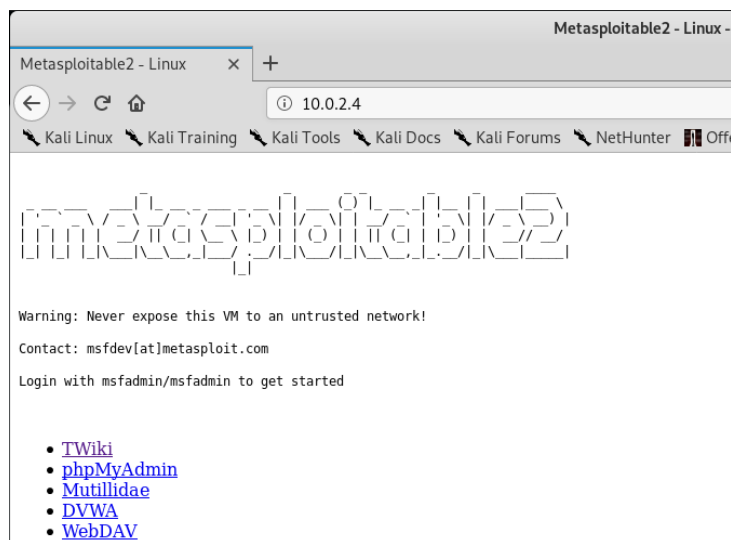 Metasploitable2 - Linux -
Metasploitable2 - Linux
10.0.2.4
Kali Linux Kali Training Kali Tools Kali Docs Kali Forums NetHunter Offe
metasploitable2
Warning: Never expose this VM to an untrusted network!
Contact: msfdev[at]metasploit.com
Login with msfadmin/msfadmin to get started
TWiki
phpMyAdmin
Mutillidae
DVWA
WebDAV